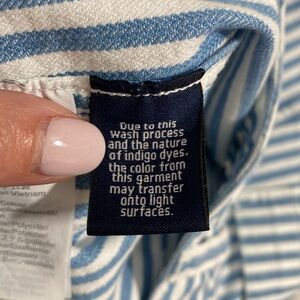 Due to this
wash process
and the nature
of indigo dyes,
the color from
this garment
may transfer
onto light
surfaces.
Vietnam